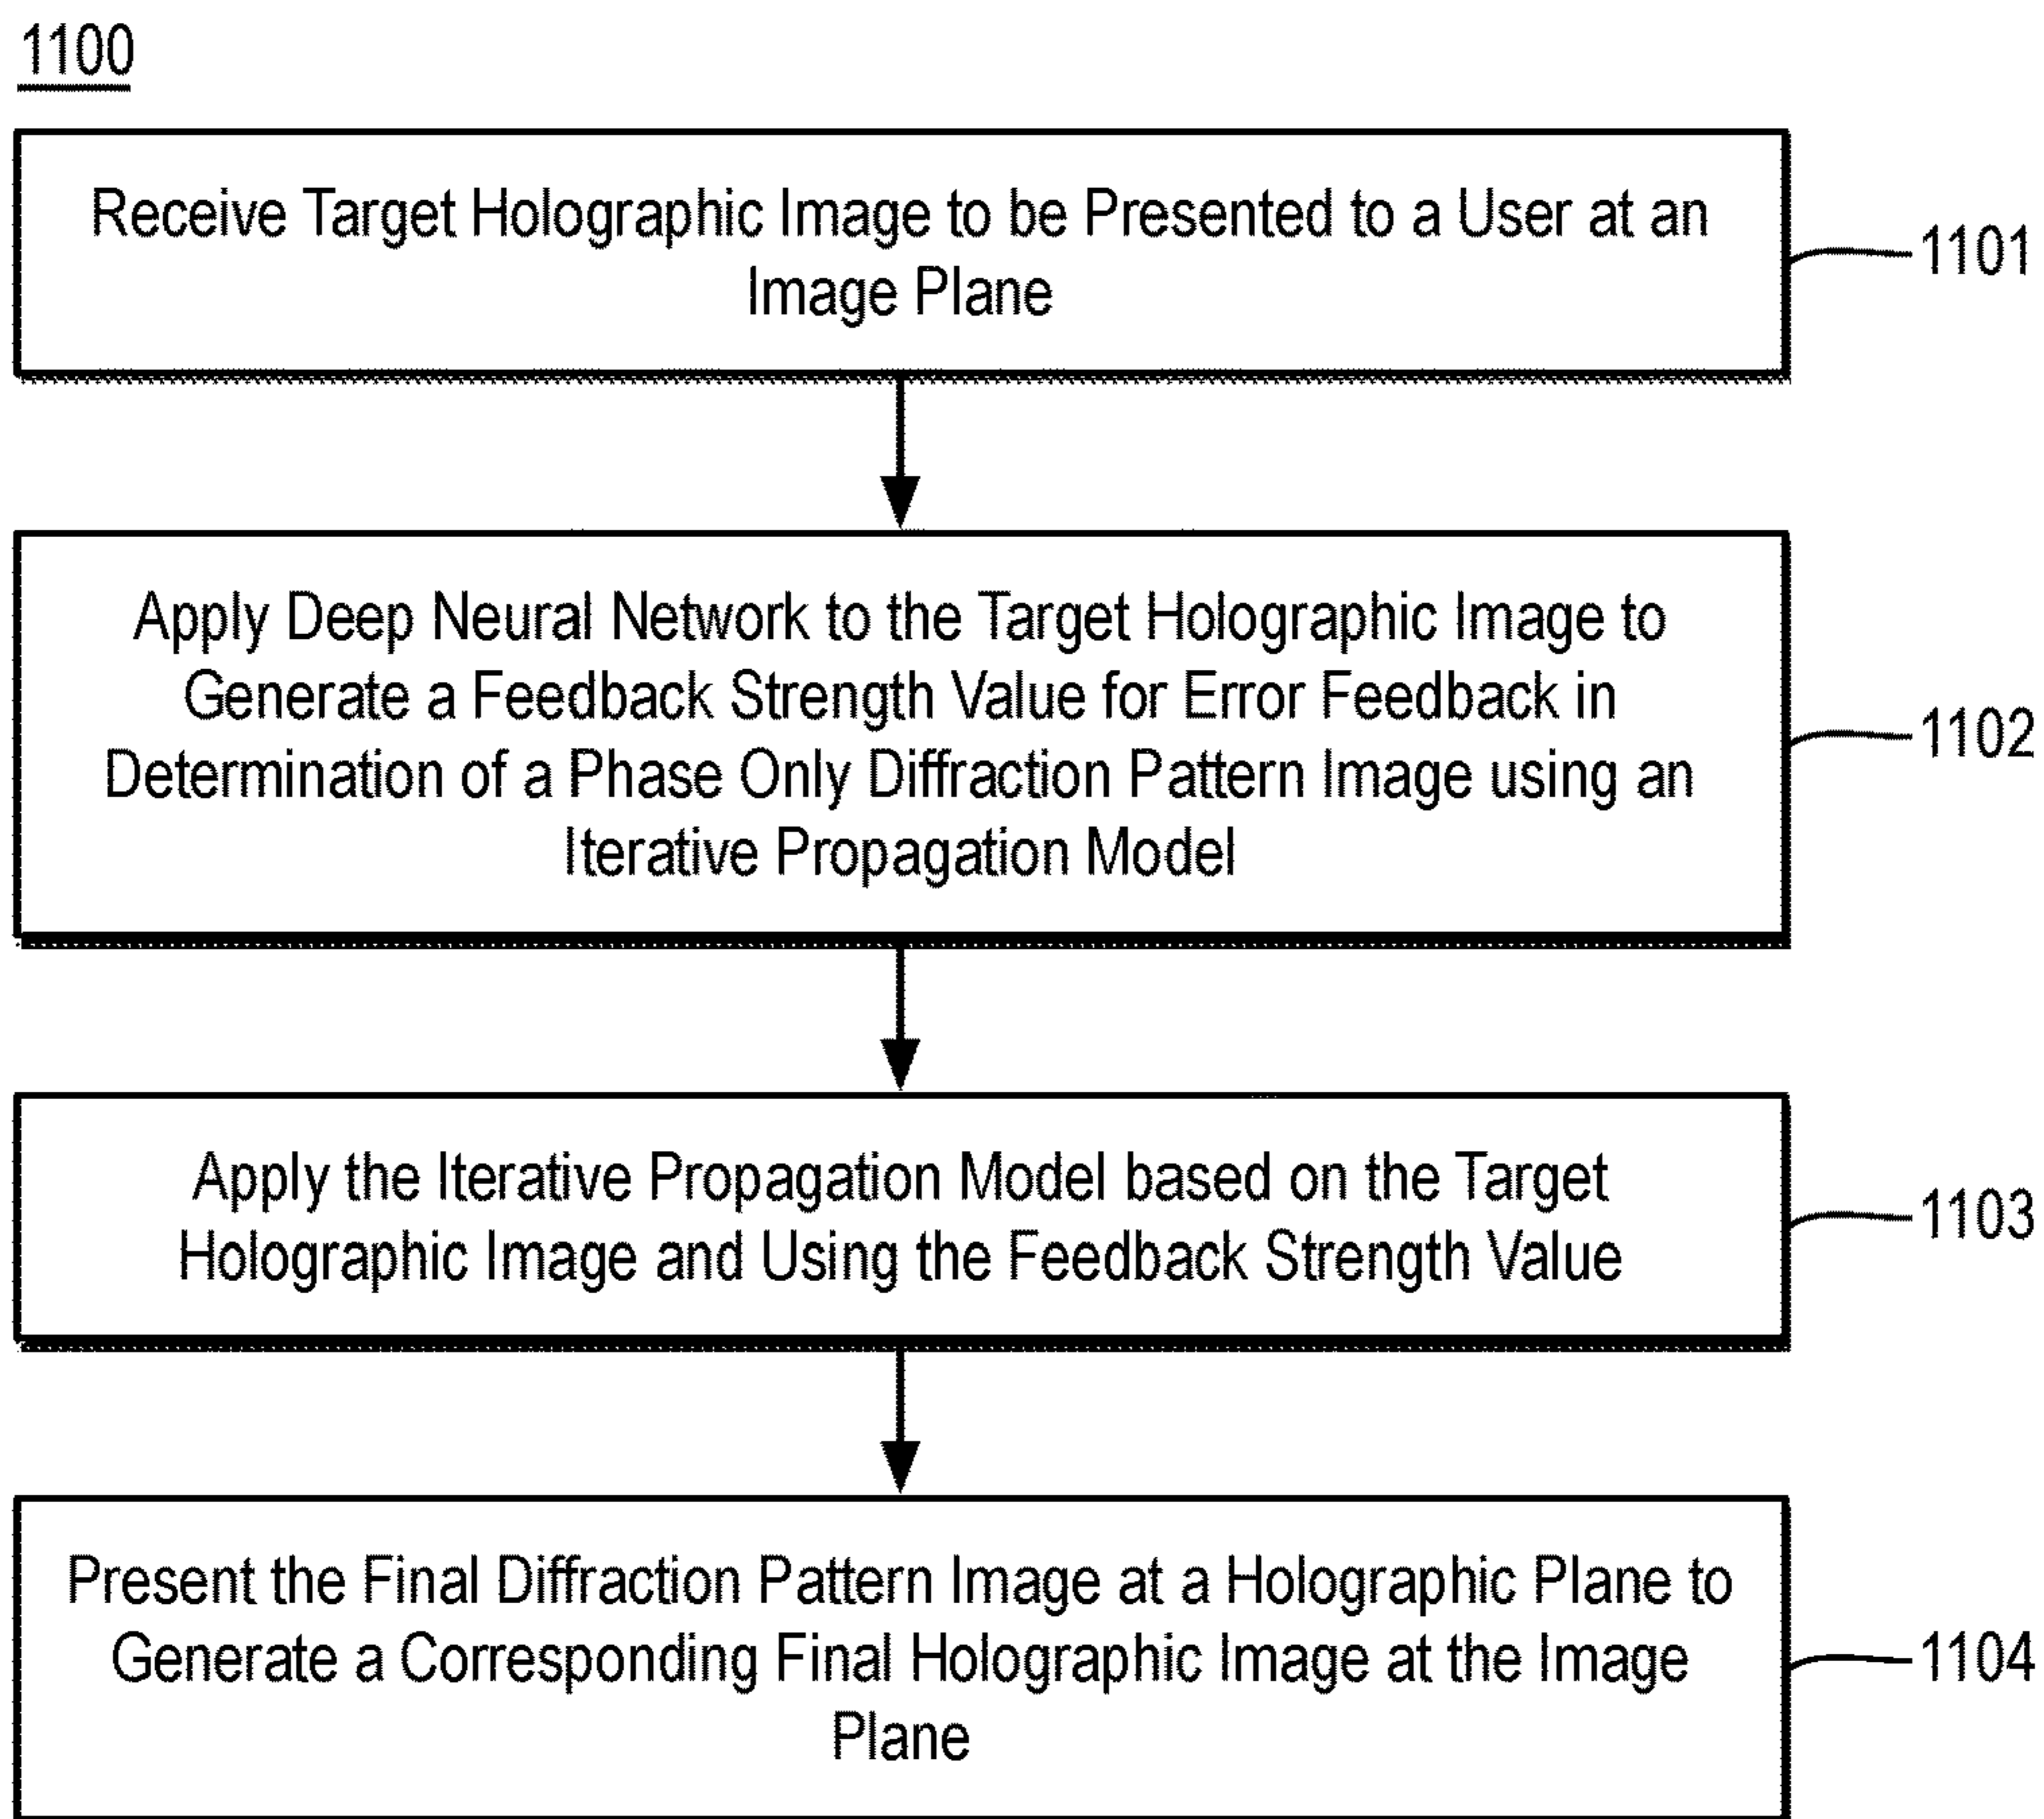 1100
Receive Target Holographic Image to be Presented to a User at an
Image Plane
1101
Apply Deep Neural Network to the Target Holographic Image to
Generate a Feedback Strength Value for Error Feedback in
Determination of a Phase Only Diffraction Pattern Image using an
Iterative Propagation Model
1102
Apply the Iterative Propagation Model based on the Target
Holographic Image and Using the Feedback Strength Value
1103
Present the Final Diffraction Pattern Image at a Holographic Plane to
Generate a Corresponding Final Holographic Image at the Image
Plane
1104